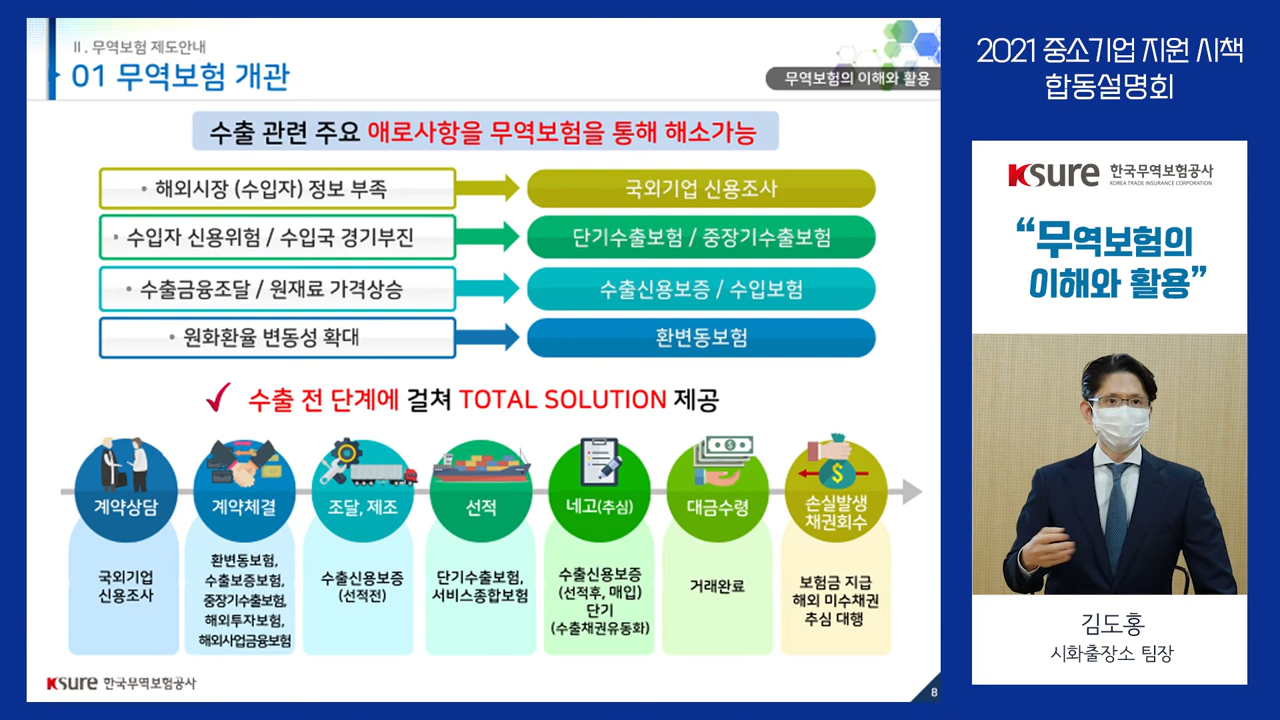 Ⅱ. 무역보험 제도안내
01 무역보험 개관
무역보험의 이해와 활용
수출 관련 주요 애로사항을 무역보험을 통해 해소가능
• 해외시장 (수입자) 정보 부족
국외기업 신용조사
• 수입자 신용위험 / 수입국 경기부진
단기수출보험 / 중장기수출보험
• 수출금융조달 / 원재료 가격상승
수출신용보증 / 수입보험
• 원화환율 변동성 확대
환변동보험
수출 전 단계에 걸쳐 TOTAL SOLUTION 제공
계약상담
국외기업
신용조사
계약체결
환변동보험,
수출보증보험,
중장기수출보험,
해외투자보험,
해외사업금융보험
조달, 제조
수출신용보증
(선적전)
선적
단기수출보험,
서비스종합보험
네고(추심)
수출신용보증
(선적후, 매입)
단기
(수출채권유동화)
대금수령
거래완료
손실발생
채권회수
보험금 지급
해외 미수채권
추심 대행
Ksure 한국무역보험공사
8
2021 중소기업 지원 시책
합동설명회
Ksure 한국무역보험공사
KOREA TRADE INSURANCE CORPORATION
“무역보험의
이해와 활용”
김도홍
시화출장소 팀장